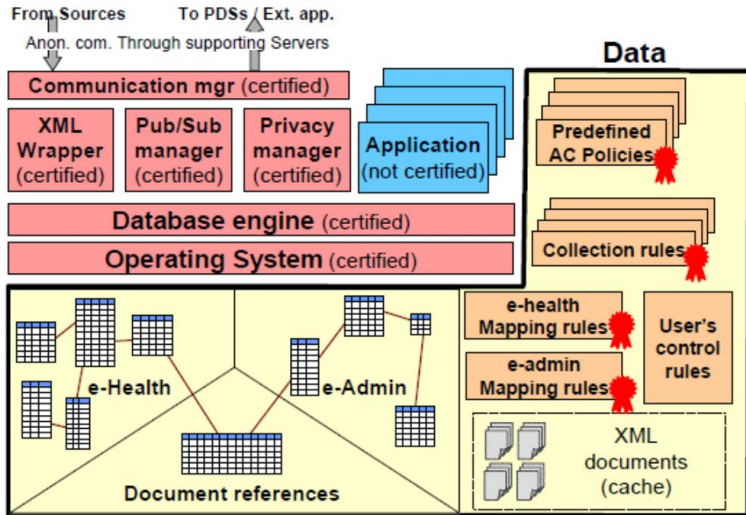 From Sources
To PDSs / Ext. app.
Anon. com. Through supporting Servers
Data
Communication mgr (certified)
XML
Wrapper
(certified)
Pub/Sub
manager
(certified)
Privacy
manager
(certified)
Application
(not certified)
Predefined
AC Policies
Database engine (certified)
Operating System (certified)
Collection rules
e-health
Mapping rules
e-admin
Mapping rules
User's
control
rules
e-Health
e-Admin
Document references
XML
documents
(cache)